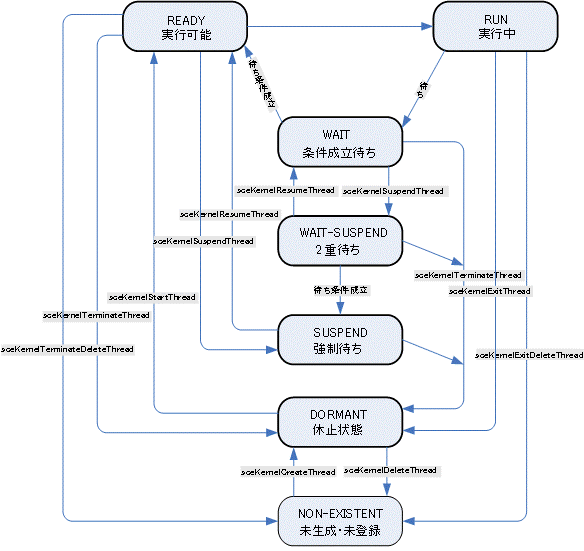 READY
実行可能
RUN
実行中
待ち条件成立
待ち
WAIT
条件成立待ち
sceKernelResumeThread
sceKernelSuspendThread
sceKernelResumeThread
WAIT-SUSPEND
2重待ち
sceKernelSuspendThread
sceKernelTerminateThread
待ち条件成立
sceKernelExitThread
sceKernelStartThread
sceKernelTerminateThread
SUSPEND
強制待ち
sceKernelTerminateDeleteThread
sceKernelExitDeleteThread
DORMANT
休止状態
sceKernelCreateThread
sceKernelDeleteThread
NON-EXISTENT
未生成・未登録